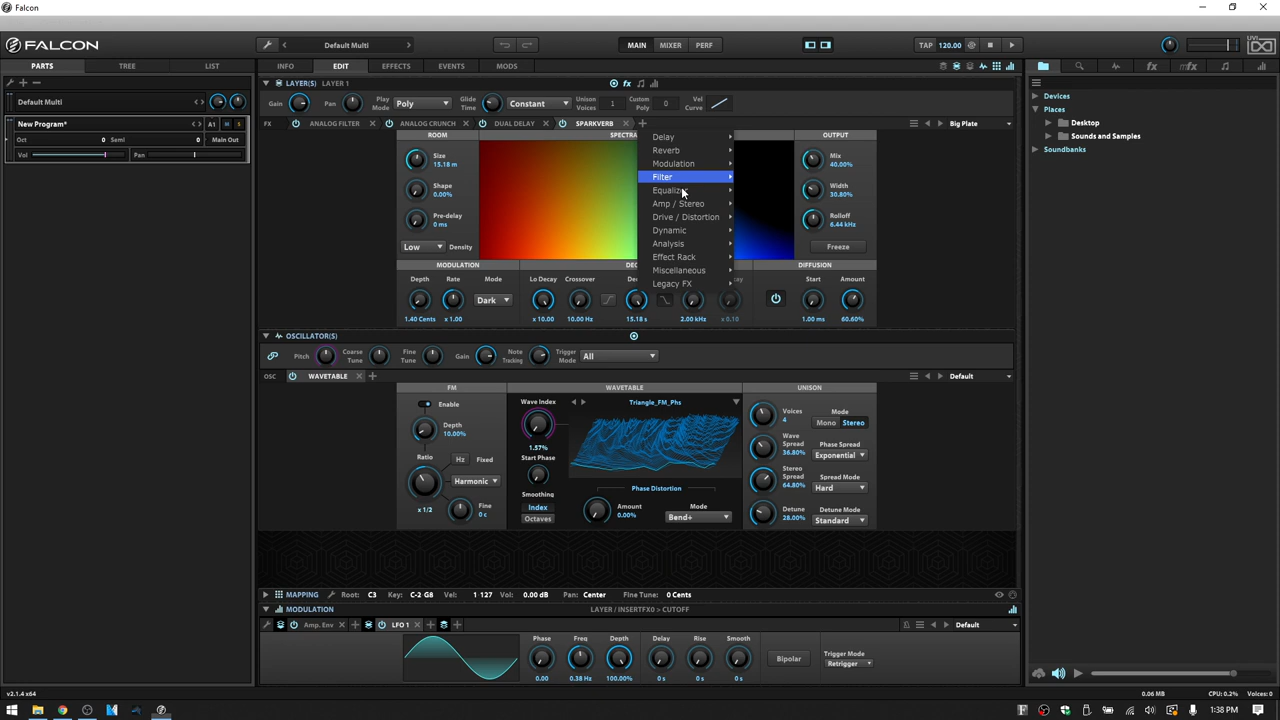 Falcon
FALCON
Default Multi
MAIN MIXER PERF
TAP 120.00
UVI
PARTS TREE LIST
INFO EDIT EFFECTS EVENTS MODS
fx mfx
LAYER(S) LAYER 1
fx
Default Multi
Gain Pan Play Mode Poly Glide Time Constant Unison Voices 1 Custom Poly 0 Vel Curve
Devices
Places
Desktop
Sounds and Samples
Soundbanks
New Program* A1 M S
Oct 0 Semi 0 Main Out
Vol Pan
FX ANALOG FILTER ANALOG CRUNCH DUAL DELAY SPARKVERB Big Plate
ROOM SPECTRA OUTPUT
Size
15.18 m
Shape
0.00%
Pre-delay
0 ms
Low Density
Delay
Reverb
Modulation
Filter
Equalizer
Amp / Stereo
Drive / Distortion
Dynamic
Analysis
Effect Rack
Miscellaneous
Legacy FX
Mix
40.00%
Width
30.80%
Rolloff
6.44 kHz
Freeze
MODULATION DEC DIFFUSION
Depth Rate Mode Lo Decay Crossover De ecay Start Amount
Dark
1.40 Cents x 1.00 x 10.00 10.00 Hz 15.18 s 2.00 kHz x 0.10 1.00 ms 60.60%
OSCILLATOR(S)
Pitch Coarse Tune Fine Tune Gain Note Tracking Trigger Mode All
OSC WAVETABLE Default
FM WAVETABLE UNISON
Enable
Depth
10.00%
Ratio Hz Fixed
Harmonic
x 1/2 Fine
0 c
Wave Index Triangle_FM_Phs
1.57%
Start Phase
Smoothing
Index
Octaves
Phase Distortion
Amount
0.00%
Mode
Bend+
Voices
4
Mode
Mono Stereo
Wave Spread
36.80%
Phase Spread
Exponential
Stereo Spread
64.80%
Spread Mode
Hard
Detune
28.00%
Detune Mode
Standard
MAPPING Root: C3 Key: C-2 G8 Vel: 1 127 Vol: 0.00 dB Pan: Center Fine Tune: 0 Cents
MODULATION LAYER / INSERTFX0 > CUTOFF
Amp. Env LFO 1 Default
Phase Freq Depth Delay Rise Smooth
0.00 0.38 Hz 100.00% 0 s 0 s 0 s
Bipolar
Trigger Mode
Retrigger
v2.1.4 x64 0.06 MB CPU: 0.2% Voices: 0
1:38 PM